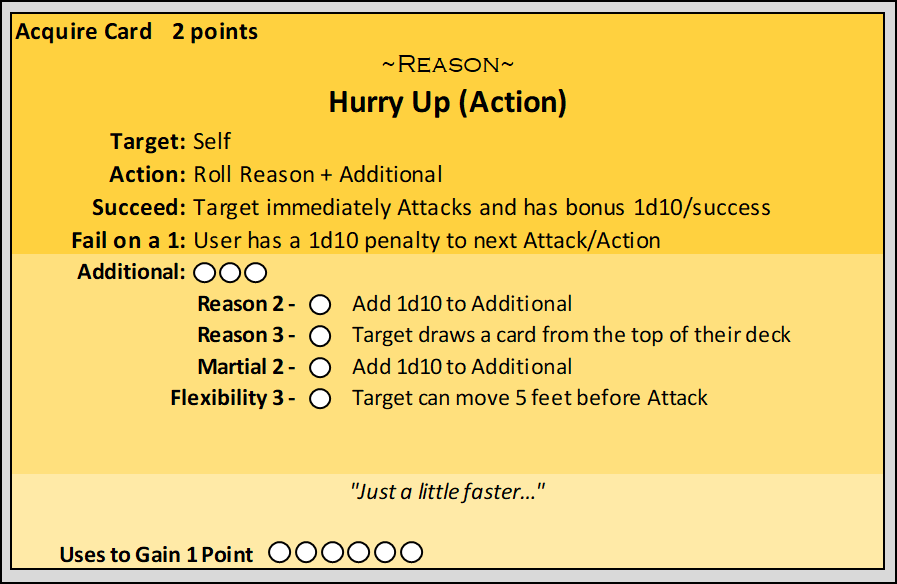 Acquire Card 2 points
~REASON~
Hurry Up (Action)
Target: Self
Action: Roll Reason + Additional
Succeed: Target immediately Attacks and has bonus 1d10/success
Fail on a 1: User has a 1d10 penalty to next Attack/Action
Additional:
Reason 2 - Add 1d10 to Additional
Reason 3 - Target draws a card from the top of their deck
Martial 2 - Add 1d10 to Additional
Flexibility 3 - Target can move 5 feet before Attack
"Just a little faster..."
Uses to Gain 1 Point